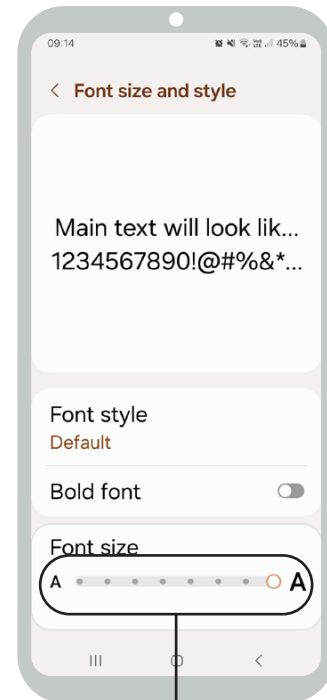 09:14 45%
Font size and style
Main text will look lik...
1234567890!@#%&*...
Font style
Default
Bold font
Font size
A A